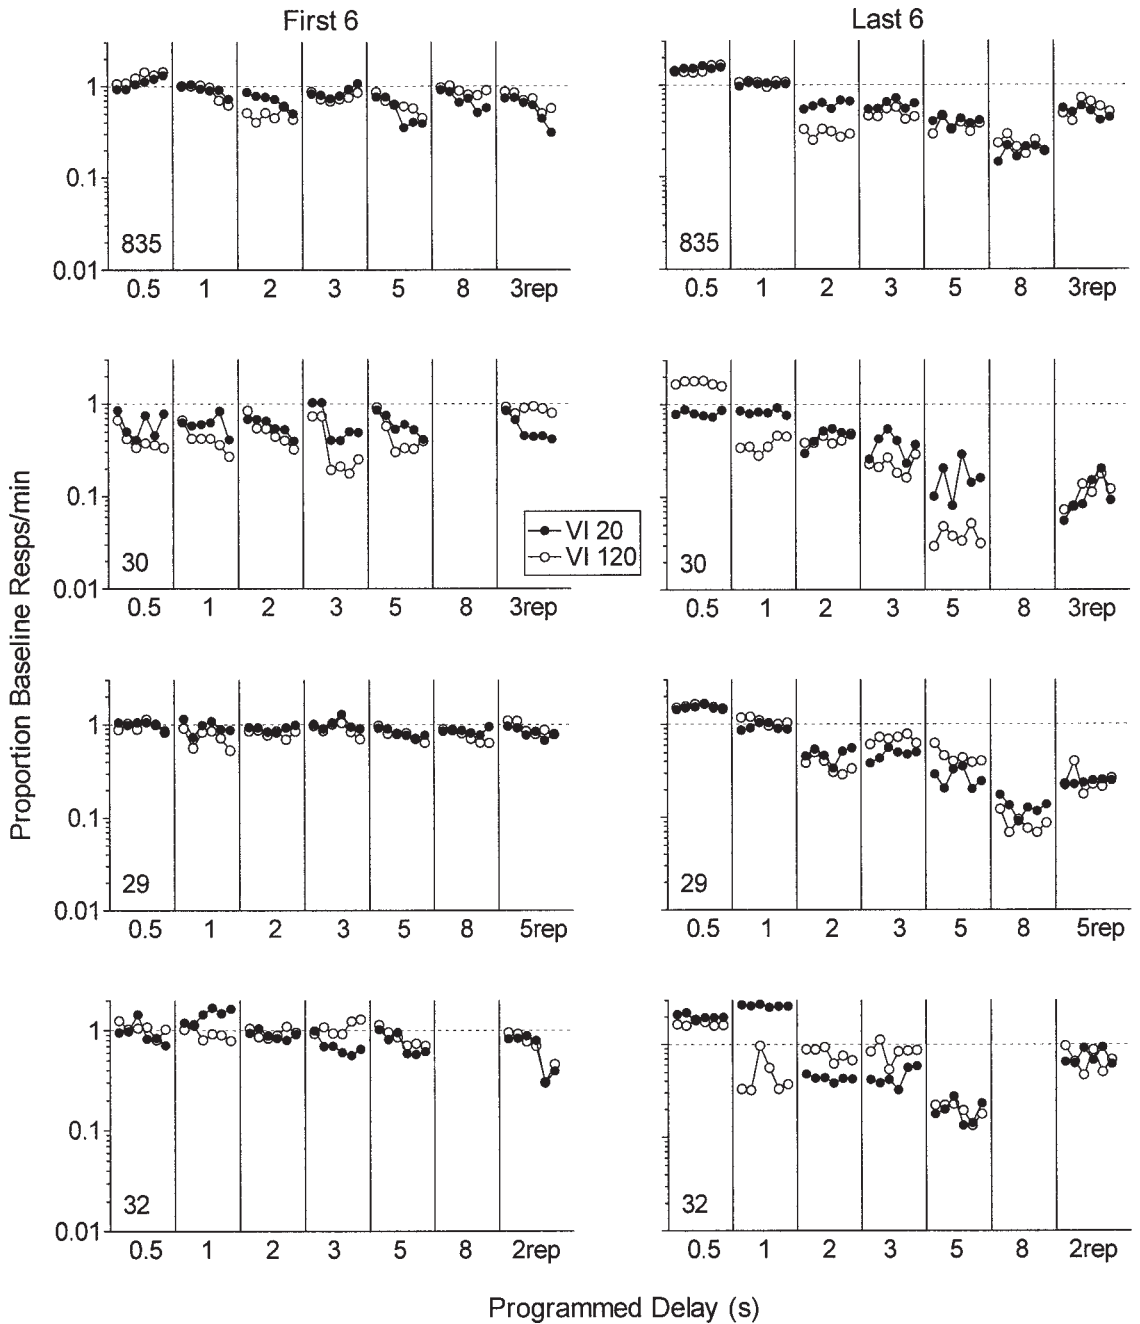 First 6 Last 6
Proportion Baseline Resps/min
1
0.1
0.01
835
0.5 1 2 3 5 8 3rep
835
0.5 1 2 3 5 8 3rep
1
0.1
0.01
30
0.5 1 2 3 5 8 3rep
VI 20
VI 120
30
0.5 1 2 3 5 8 3rep
1
0.1
0.01
29
0.5 1 2 3 5 8 5rep
29
0.5 1 2 3 5 8 5rep
1
0.1
0.01
32
0.5 1 2 3 5 8 2rep
32
0.5 1 2 3 5 8 2rep
Programmed Delay (s)